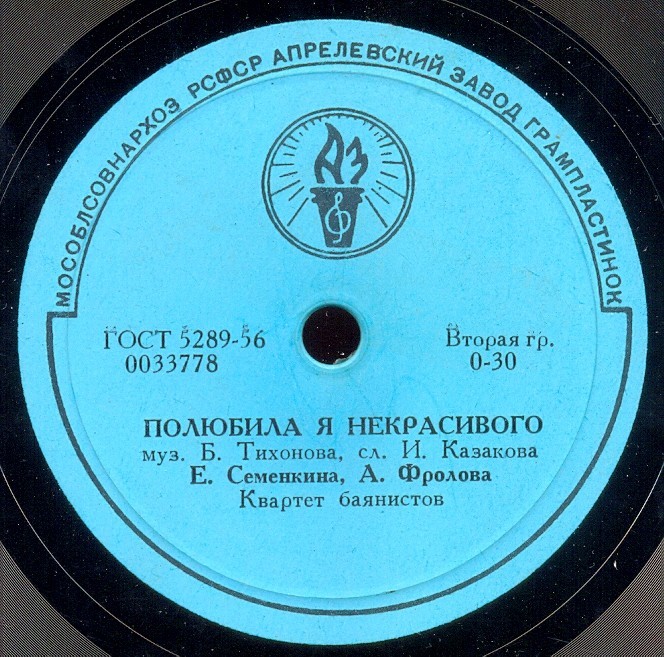 МОСОБЛСОВНАРХОЗ РСФСР АПРЕЛЕВСКИЙ ЗАВОД ГРАМПЛАСТИНОК
АЗ
ГОСТ 5289-56
0033778
Вторая гр.
0-30
ПОЛЮБИЛА Я НЕКРАСИВОГО
муз. Б. Тихонова, сл. И. Казакова
Е. Семенкина, А. Фролова
Квартет баянистов